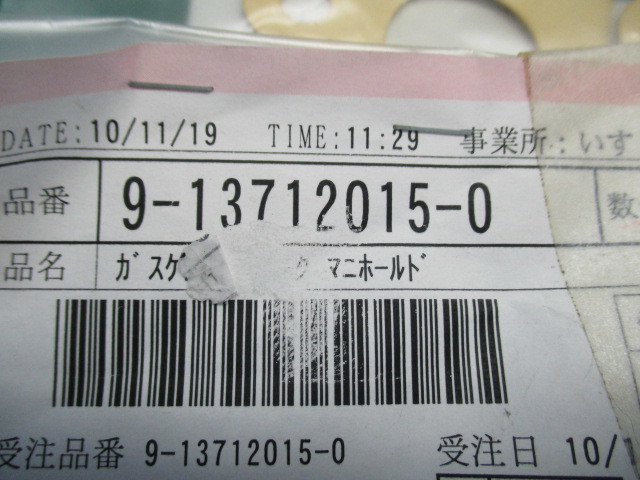 DATE:10/11/19 TIME:11:29 事業所:いす
品番 9-13712015-0 数
品名 ガスケ マニホールド
受注品番 9-13712015-0 受注日 10/1